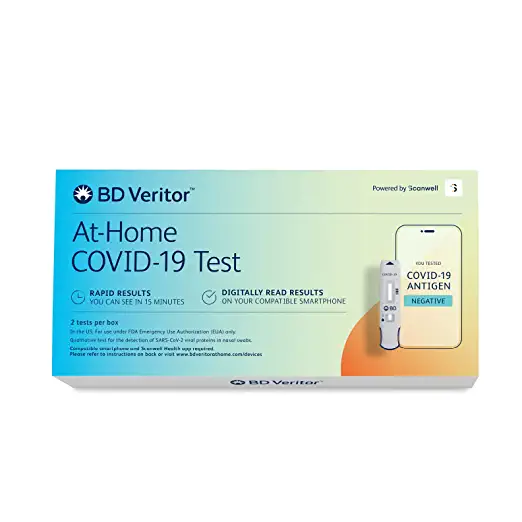 BD Veritor™
Powered by Scanwell S
At-Home
COVID-19 Test
RAPID RESULTS
YOU CAN SEE IN 15 MINUTES
DIGITALLY READ RESULTS
ON YOUR COMPATIBLE SMARTPHONE
YOU TESTED
COVID-19
ANTIGEN
NEGATIVE
BD
2 tests per box
In the US: For use under FDA Emergency Use Authorization (EUA) only
Qualitative test for the detection of SARS-CoV-2 viral proteins in nasal swabs.
Compatible smartphone and Scanwell Health app required.
Please refer to instructions on back or visit www.bdveritorathome.com/devices
BD Veritor™